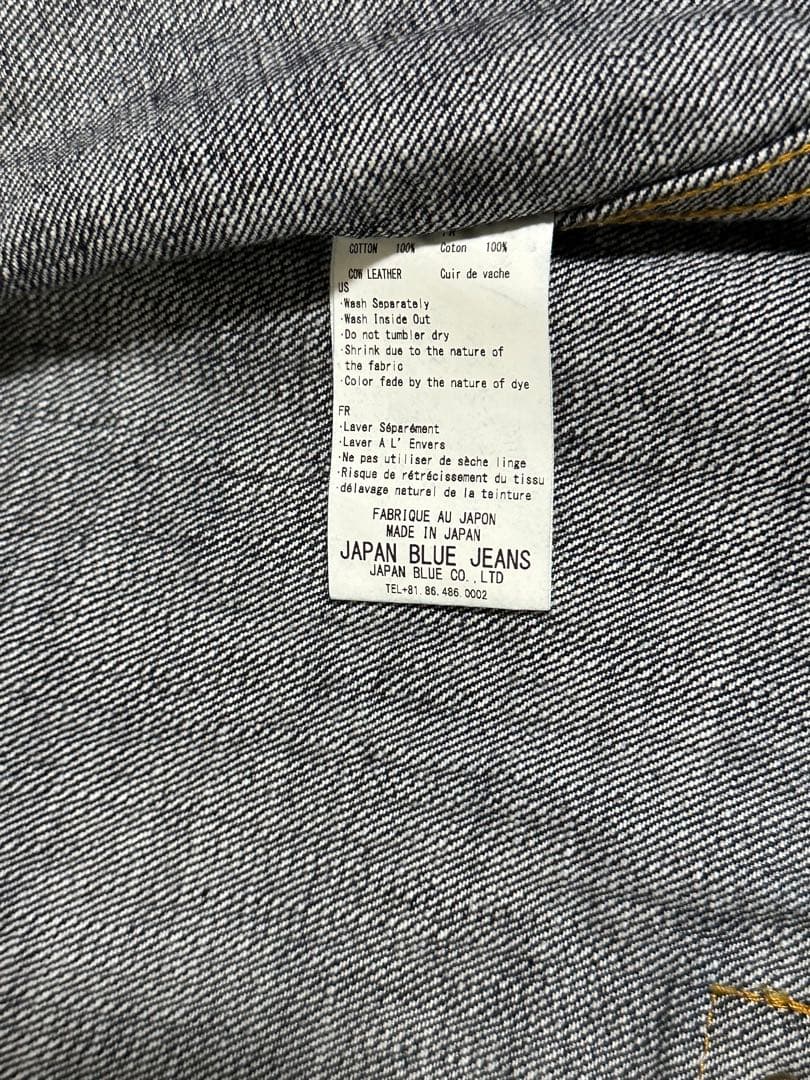 COTTON 100% Coton 100%
COW LEATHER Cuir de vache
US
·Wash Separately
·Wash Inside Out
·Do not tumbler dry
·Shrink due to the nature of
the fabric
·Color fade by the nature of dye
FR
·Laver Séparément
·Laver A L' Envers
·Ne pas utiliser de sèche linge
·Risque de rétrécissement du tissu
·délavage naturel de la teinture
FABRIQUE AU JAPON
MADE IN JAPAN
JAPAN BLUE JEANS
JAPAN BLUE CO.,LTD
TEL+81.86.486.0002